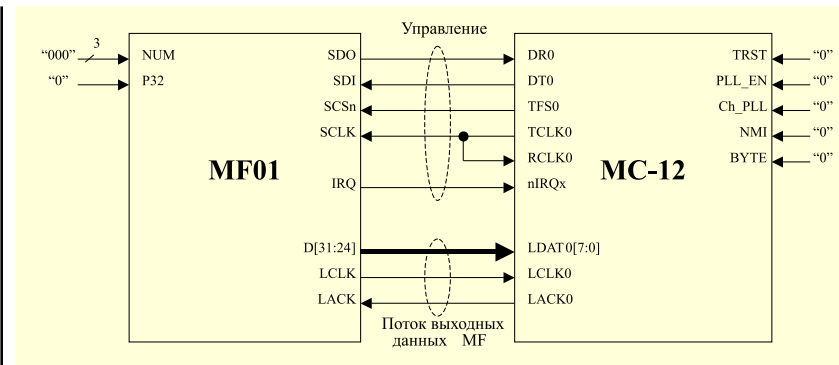 Управление
“000” 3 NUM SDO DR0 TRST “0”
“0” P32 SDI DT0 PLL_EN “0”
SCSn TFS0 Ch_PLL “0”
SCLK TCLK0 NMI “0”
RCLK0 BYTE “0”
MF01 MC-12
IRQ nIRQx
D[31:24] LDAT0[7:0]
LCLK LCLK0
LACK LACK0
Поток выходных
данных MF